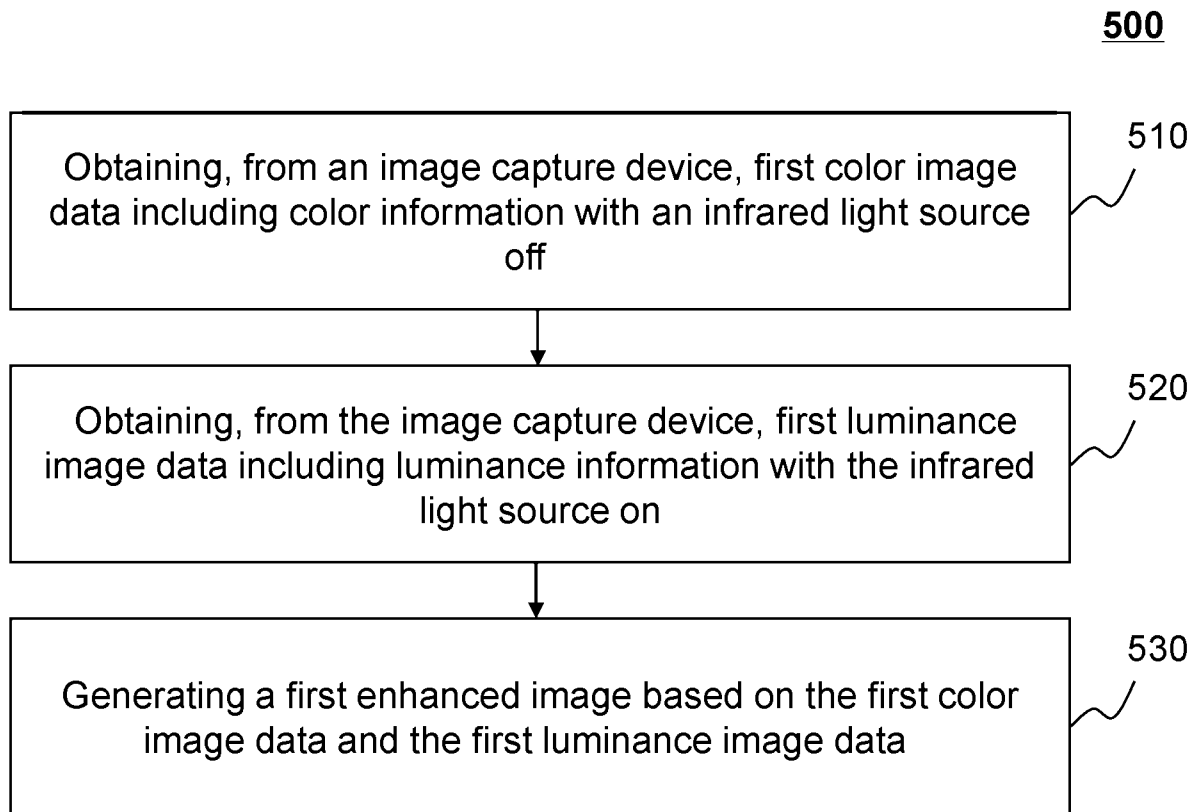 500
510
Obtaining, from an image capture device, first color image
data including color information with an infrared light source
off
520
Obtaining, from the image capture device, first luminance
image data including luminance information with the infrared
light source on
530
Generating a first enhanced image based on the first color
image data and the first luminance image data